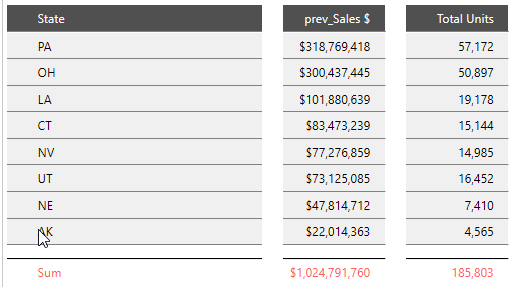 State prev_Sales $ Total Units
PA $318,769,418 57,172
OH $300,437,445 50,897
LA $101,880,639 19,178
CT $83,473,239 15,144
NV $77,276,859 14,985
UT $73,125,085 16,452
NE $47,814,712 7,410
AK $22,014,363 4,565
Sum $1,024,791,760 185,803